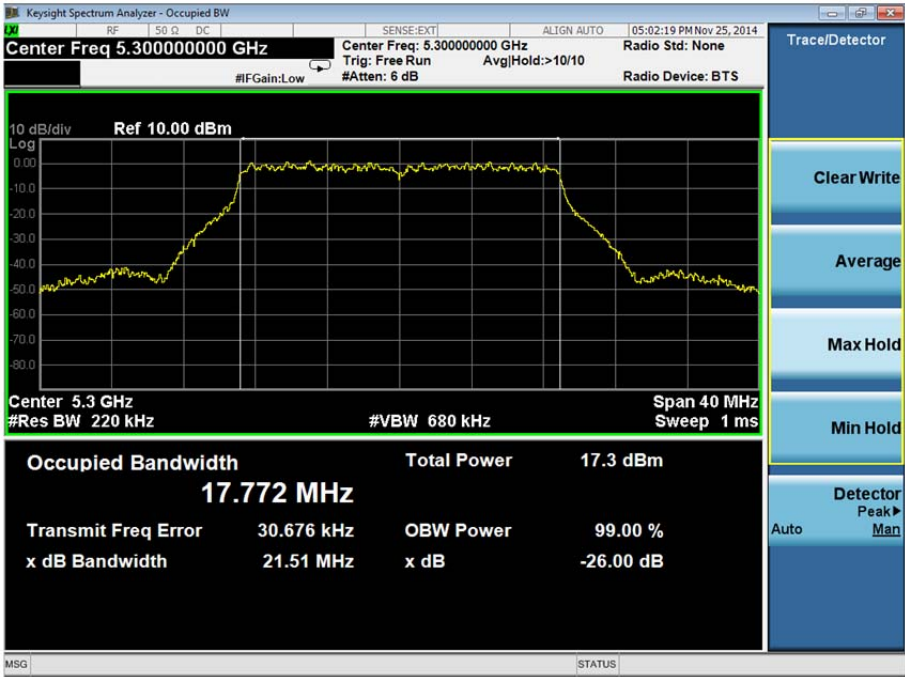 Keysight Spectrum Analyzer - Occupied BW
LXI RF 50 Ω DC SENSE:EXT ALIGN AUTO 05:02:19 PM Nov 25, 2014
Center Freq 5.300000000 GHz
Center Freq: 5.300000000 GHz Radio Std: None
Trig: Free Run Avg|Hold:>10/10
#IFGain:Low #Atten: 6 dB Radio Device: BTS
10 dB/div Ref 10.00 dBm
Log
0.00
-10.0
-20.0
-30.0
-40.0
-50.0
-60.0
-70.0
-80.0
Center 5.3 GHz Span 40 MHz
#Res BW 220 kHz #VBW 680 kHz Sweep 1 ms
Occupied Bandwidth Total Power 17.3 dBm
17.772 MHz
Transmit Freq Error 30.676 kHz OBW Power 99.00 %
x dB Bandwidth 21.51 MHz x dB -26.00 dB
MSG STATUS
Trace/Detector
Clear Write
Average
Max Hold
Min Hold
Detector
Peak▶
Auto Man